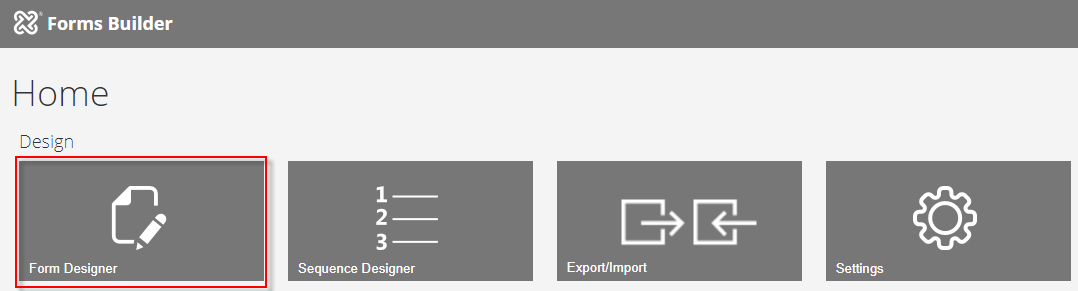 Forms Builder
Home
Design
1
2
3
Form Designer
Sequence Designer
Export/Import
Settings